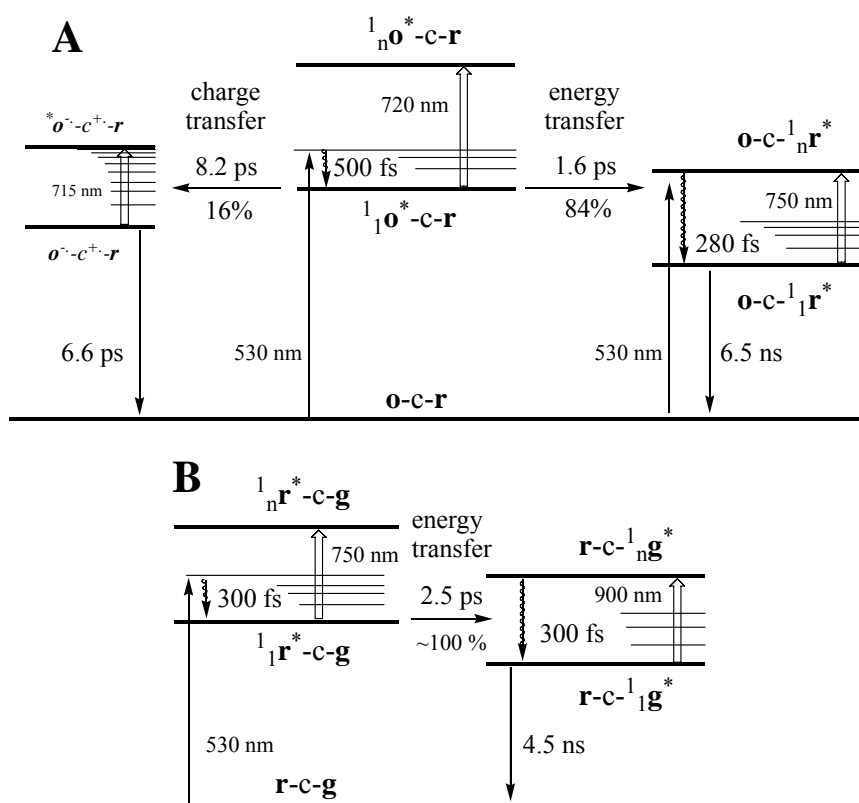 A
¹ₙo*-c-r
charge
transfer
energy
transfer
720 nm
*o⁻·-c⁺·-r
8.2 ps
500 fs
1.6 ps
o-c-¹ₙr*
715 nm
16%
¹₁o*-c-r
84%
750 nm
280 fs
o⁻·-c⁺·-r
o-c-¹₁r*
6.6 ps
530 nm
530 nm
6.5 ns
o-c-r
B
¹ₙr*-c-g
energy
transfer
750 nm
r-c-¹ₙg*
300 fs
2.5 ps
900 nm
~100 %
300 fs
¹₁r*-c-g
r-c-¹₁g*
530 nm
4.5 ns
r-c-g